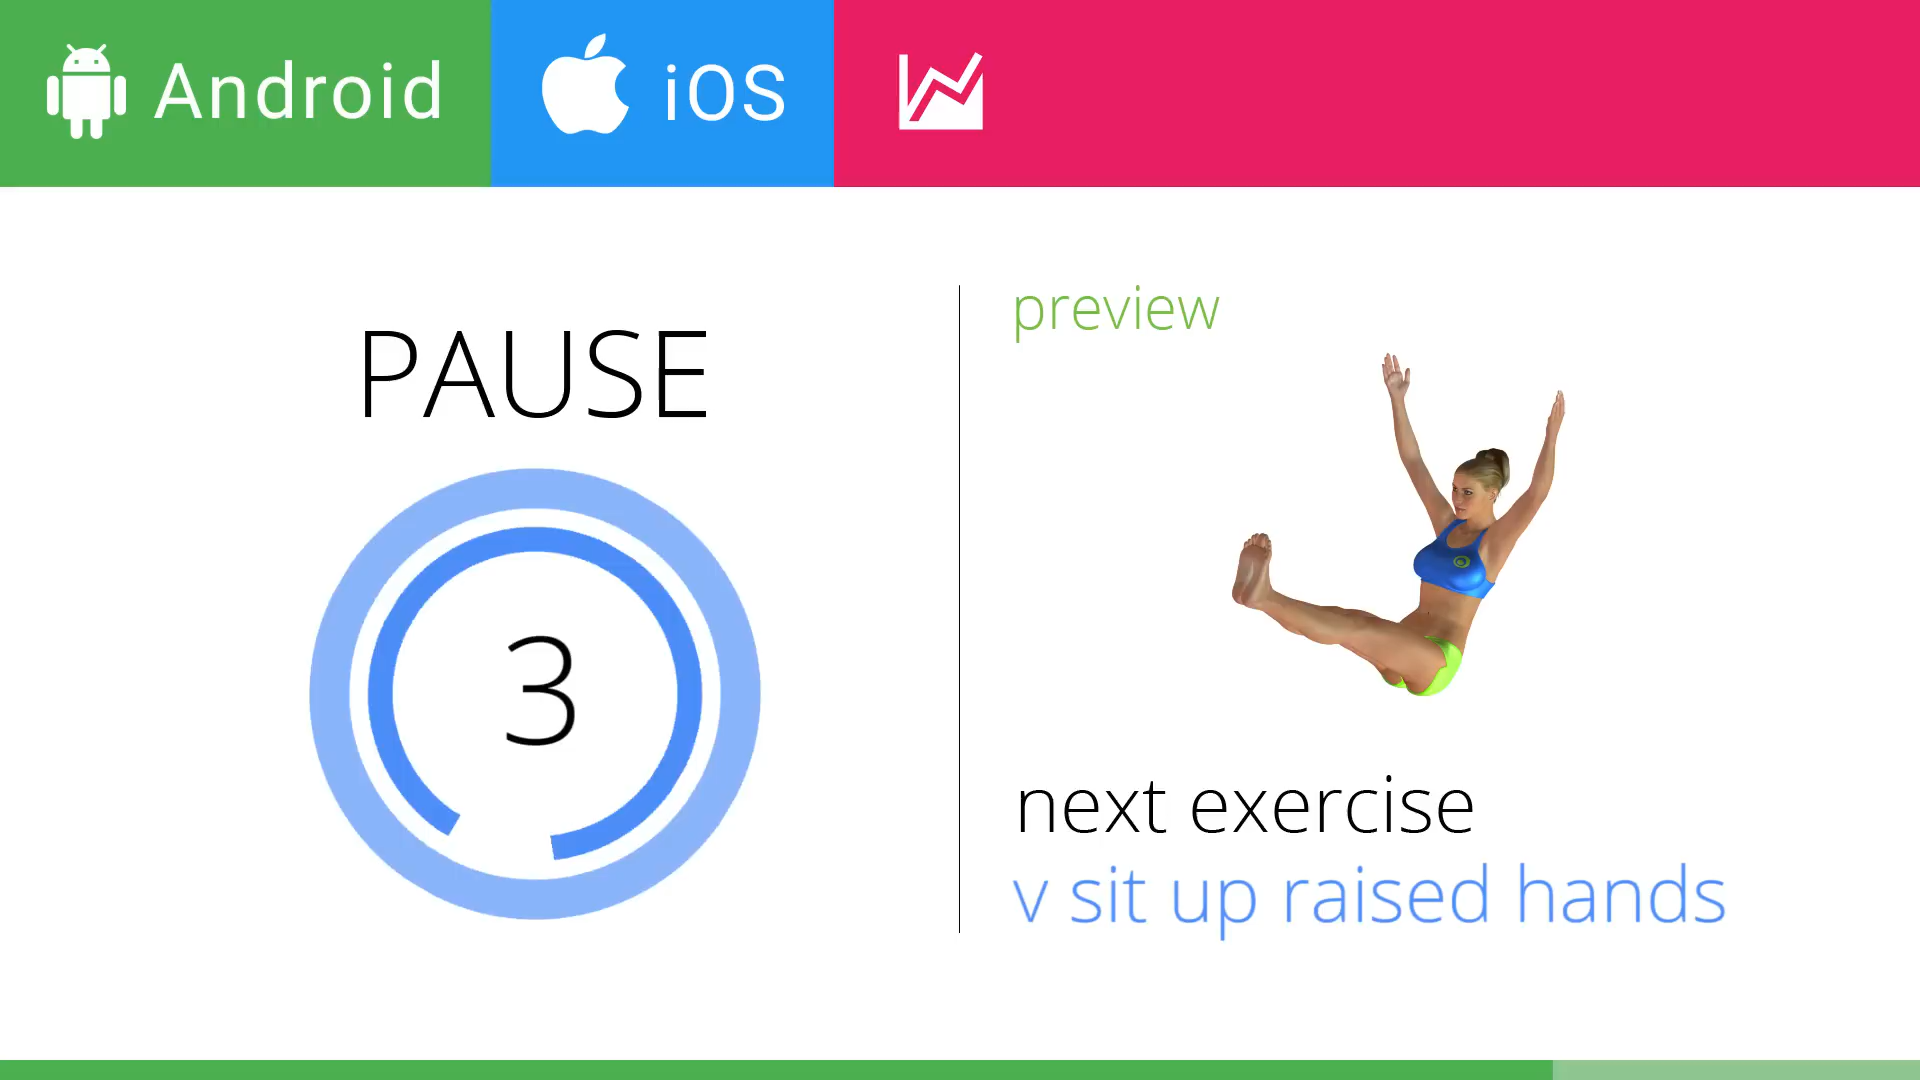 Android
iOS
PAUSE
3
preview
next exercise
v sit up raised hands